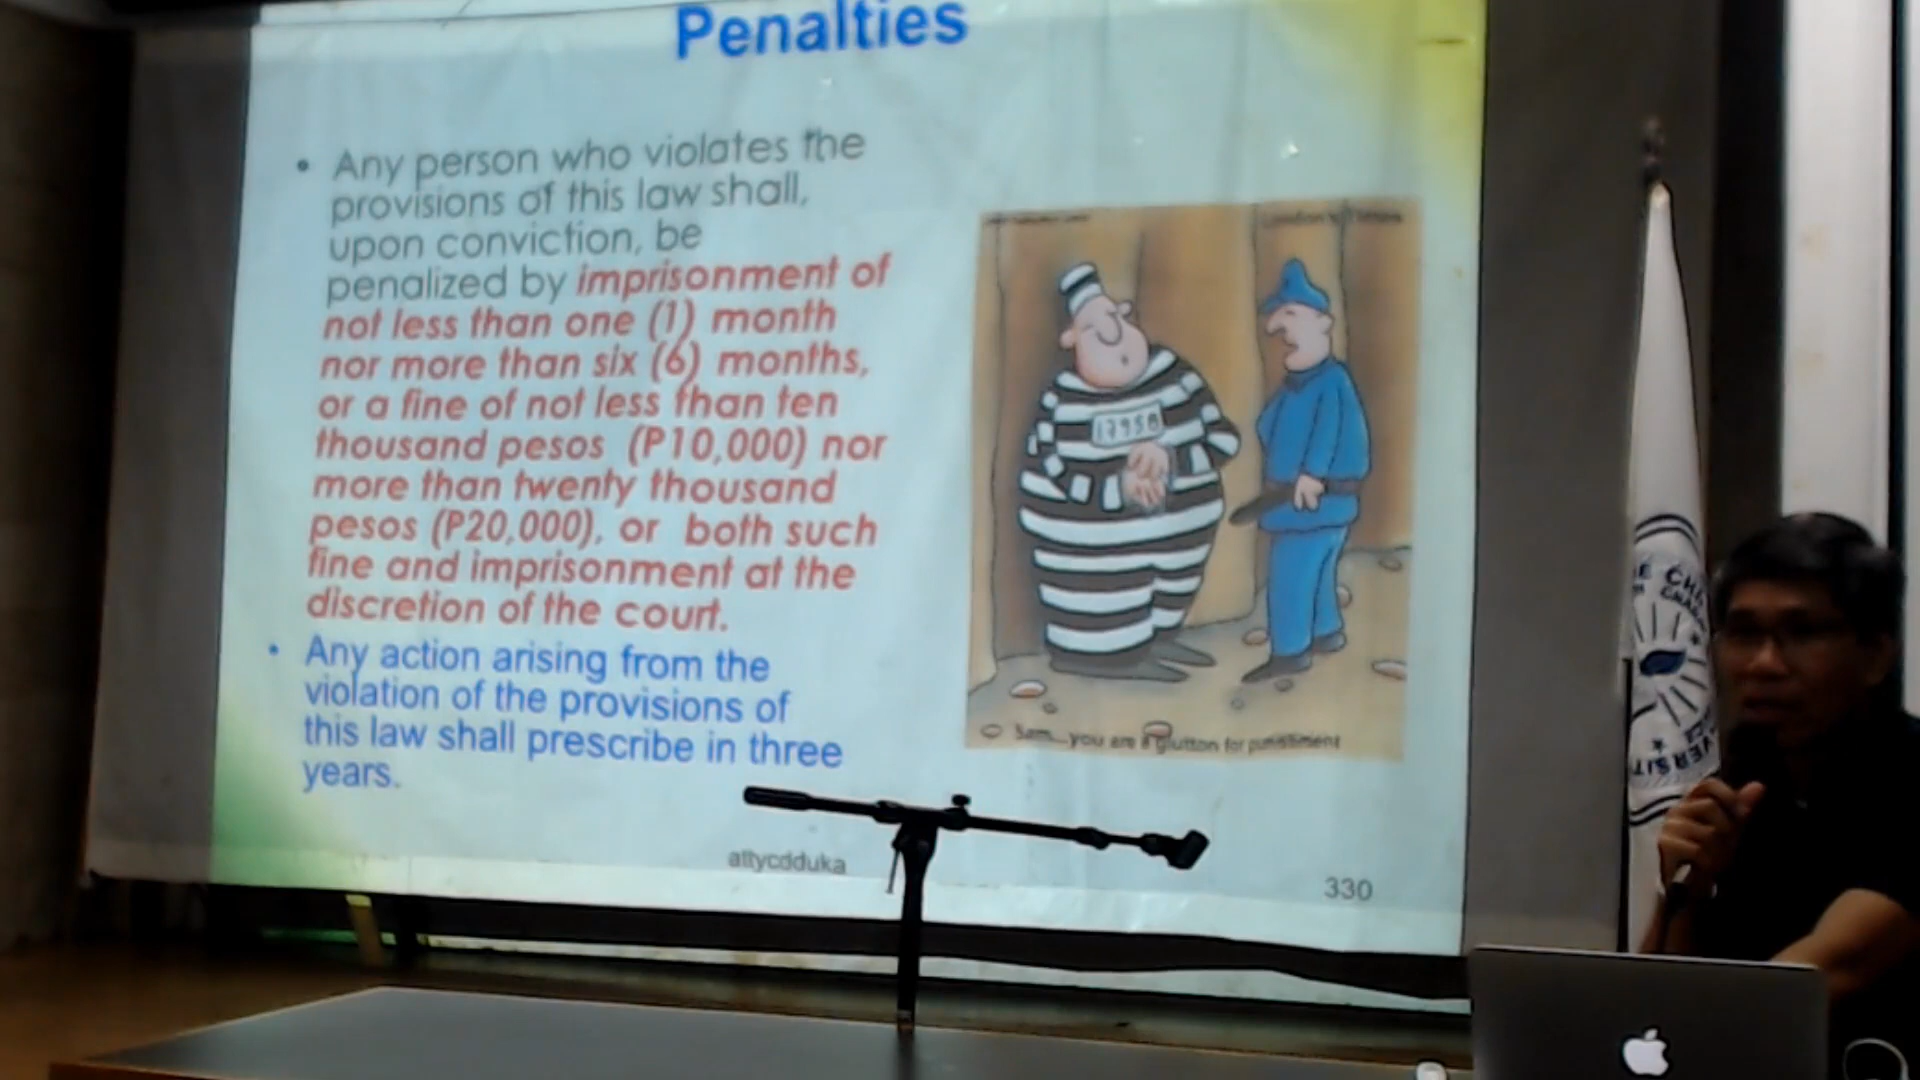 Penalties
• Any person who violates the
provisions of this law shall,
upon conviction, be
penalized by imprisonment of
not less than one (1) month
nor more than six (6) months,
or a fine of not less than ten
thousand pesos (P10,000) nor
more than twenty thousand
pesos (P20,000), or both such
fine and imprisonment at the
discretion of the court.
• Any action arising from the
violation of the provisions of
this law shall prescribe in three
years.
17958
Sam...you are a glutton for punishment
attycdduka
330